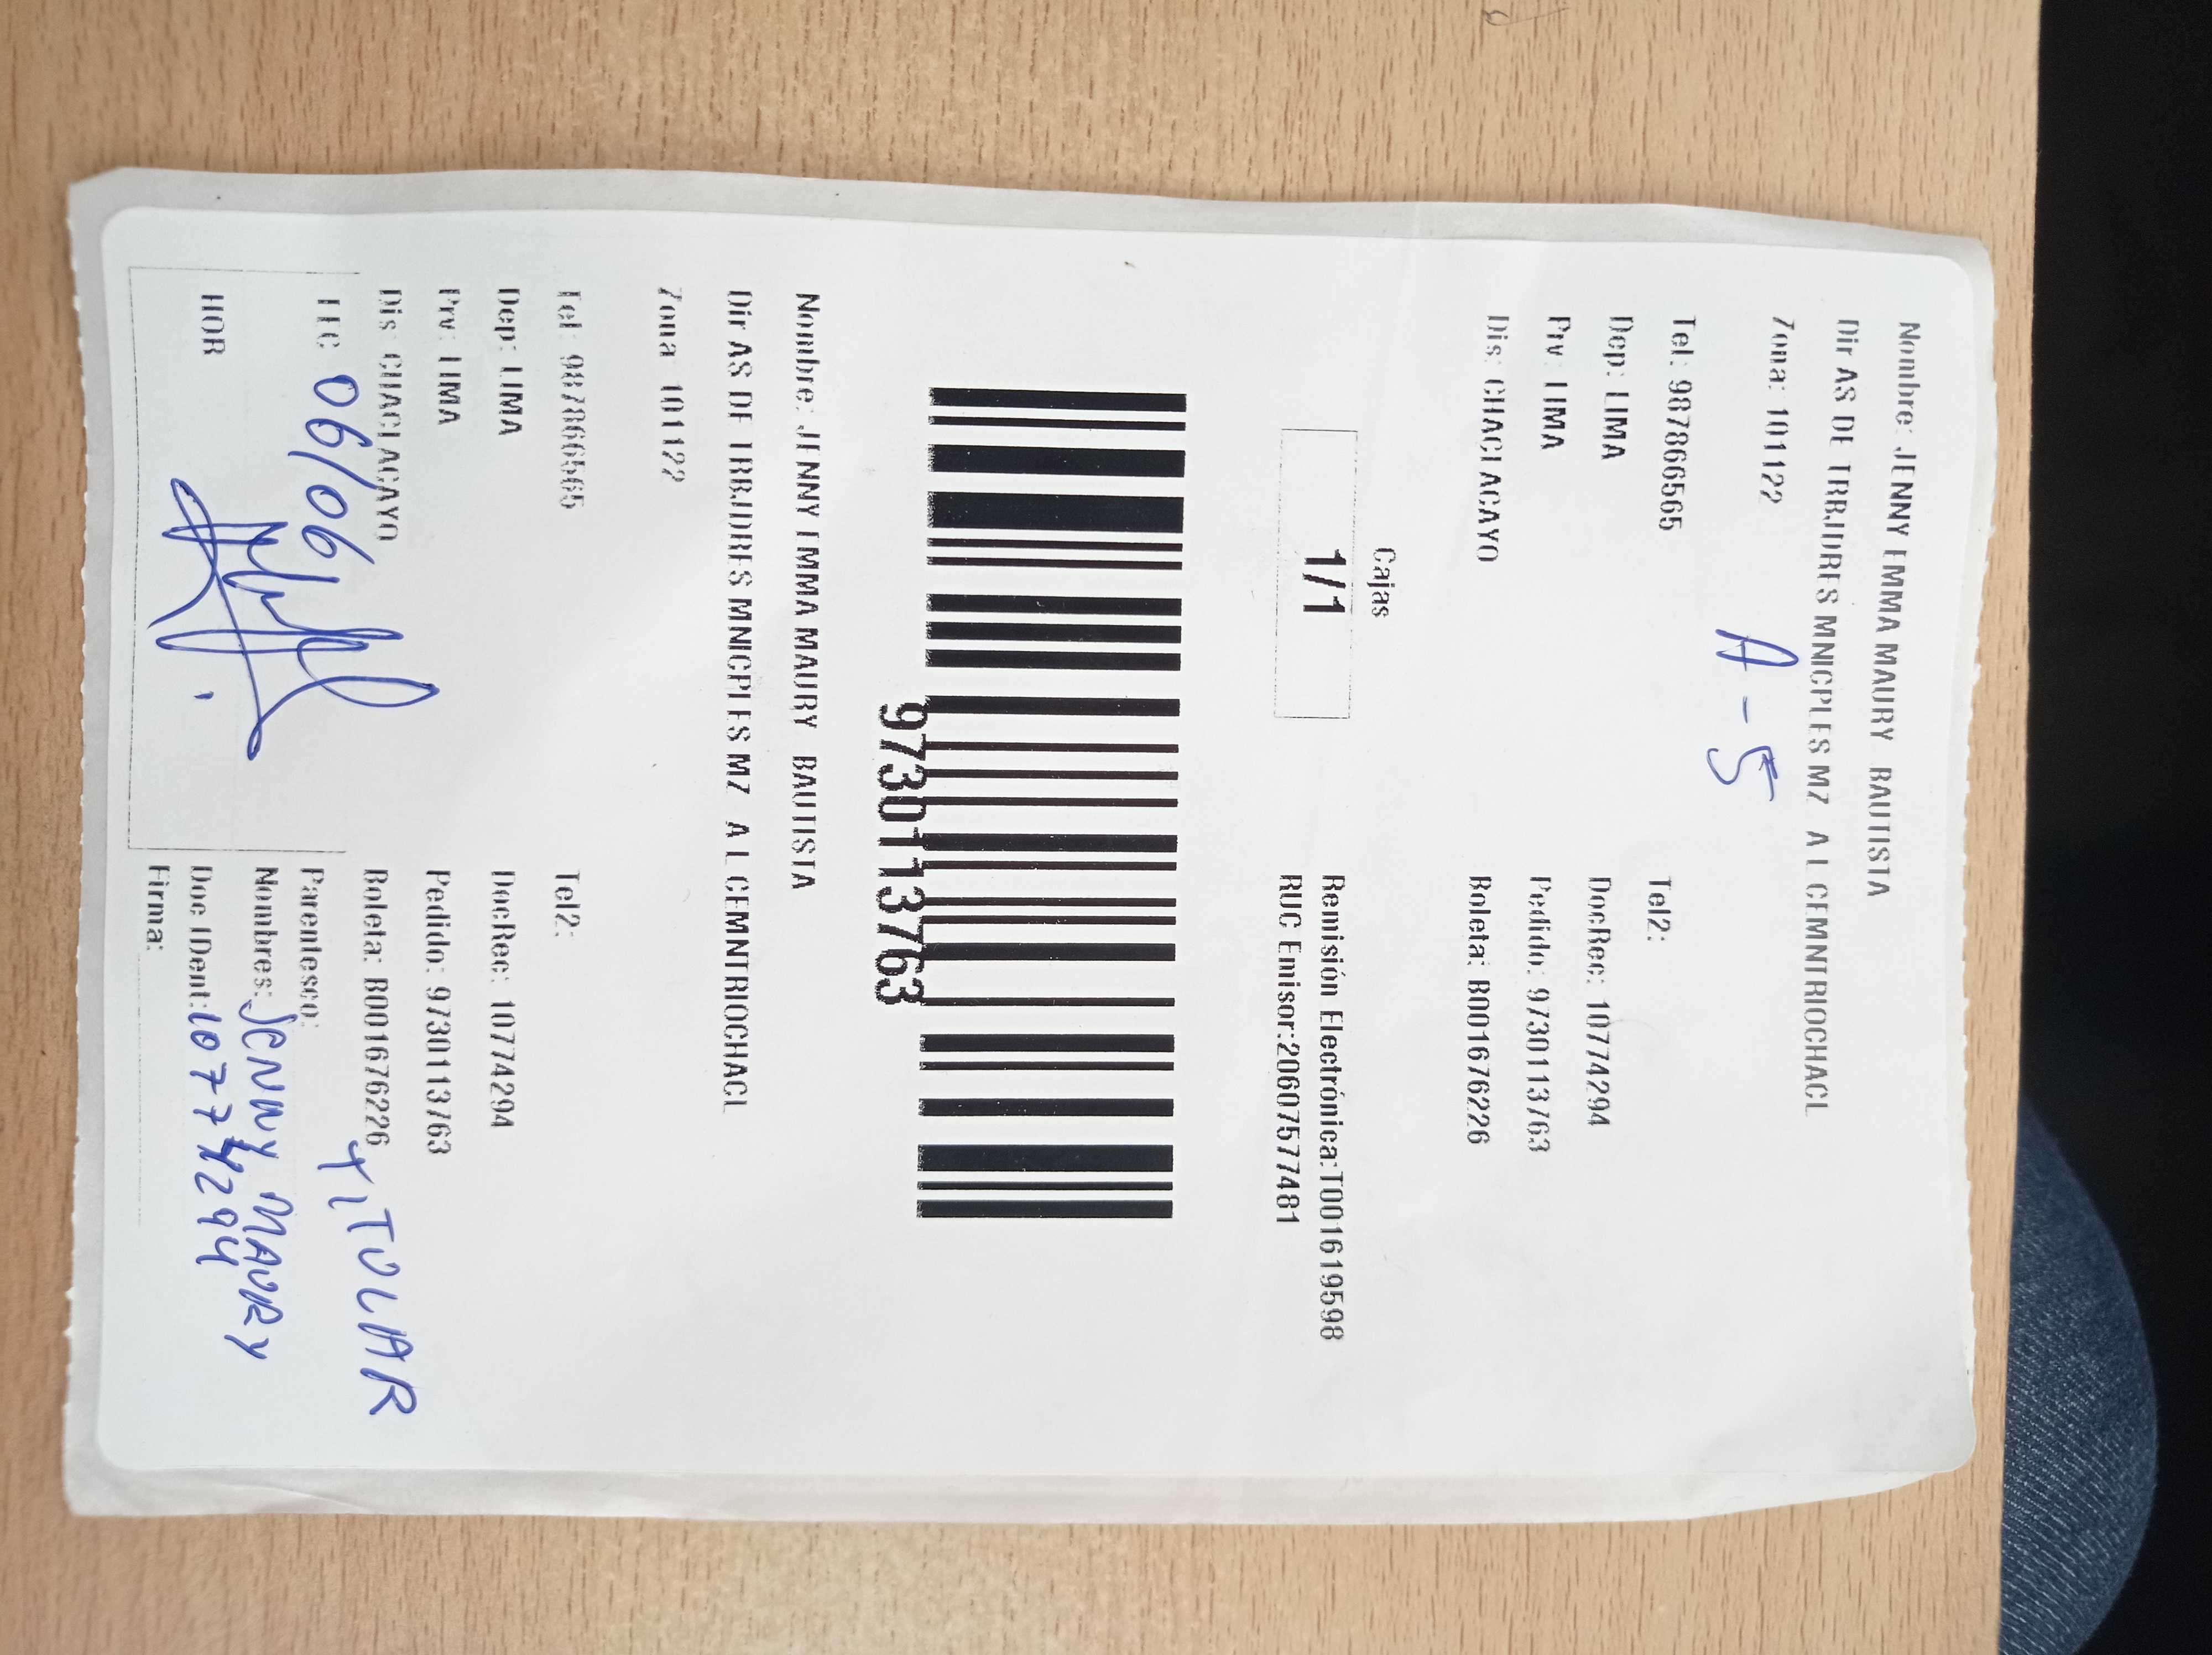 Nombre: JENNY EMMA MAURY BAUTISTA
Dir AS DE TRBJDRES MNICPLES MZ A L CEMNTRIOCHACL
Zona: 101122
A-5
Tel: 987866565 Tel2:
Dep: LIMA DocRec: 10774294
Prv: LIMA Pedido: 9730113763
Dis: CHACLACAYO Boleta: B001676226
Cajas
1/1
Remisión Electrónica:T001619598
RUC Emisor:20607577481
9730113763
Nombre: JENNY EMMA MAURY BAUTISTA
Dir AS DE TRBJDRES MNICPLES MZ A L CEMNTRIOCHACL
Zona: 101122
Tel: 987866565 Tel2:
Dep: LIMA DocRec: 10774294
Prv: LIMA Pedido: 9730113763
Dis: CHACLACAYO Boleta: B001676226
FEC 06/06 Parentesco: TITULAR
Nombres: JENNY MAURY
HOR Doc IDent: 10774294
Firma: